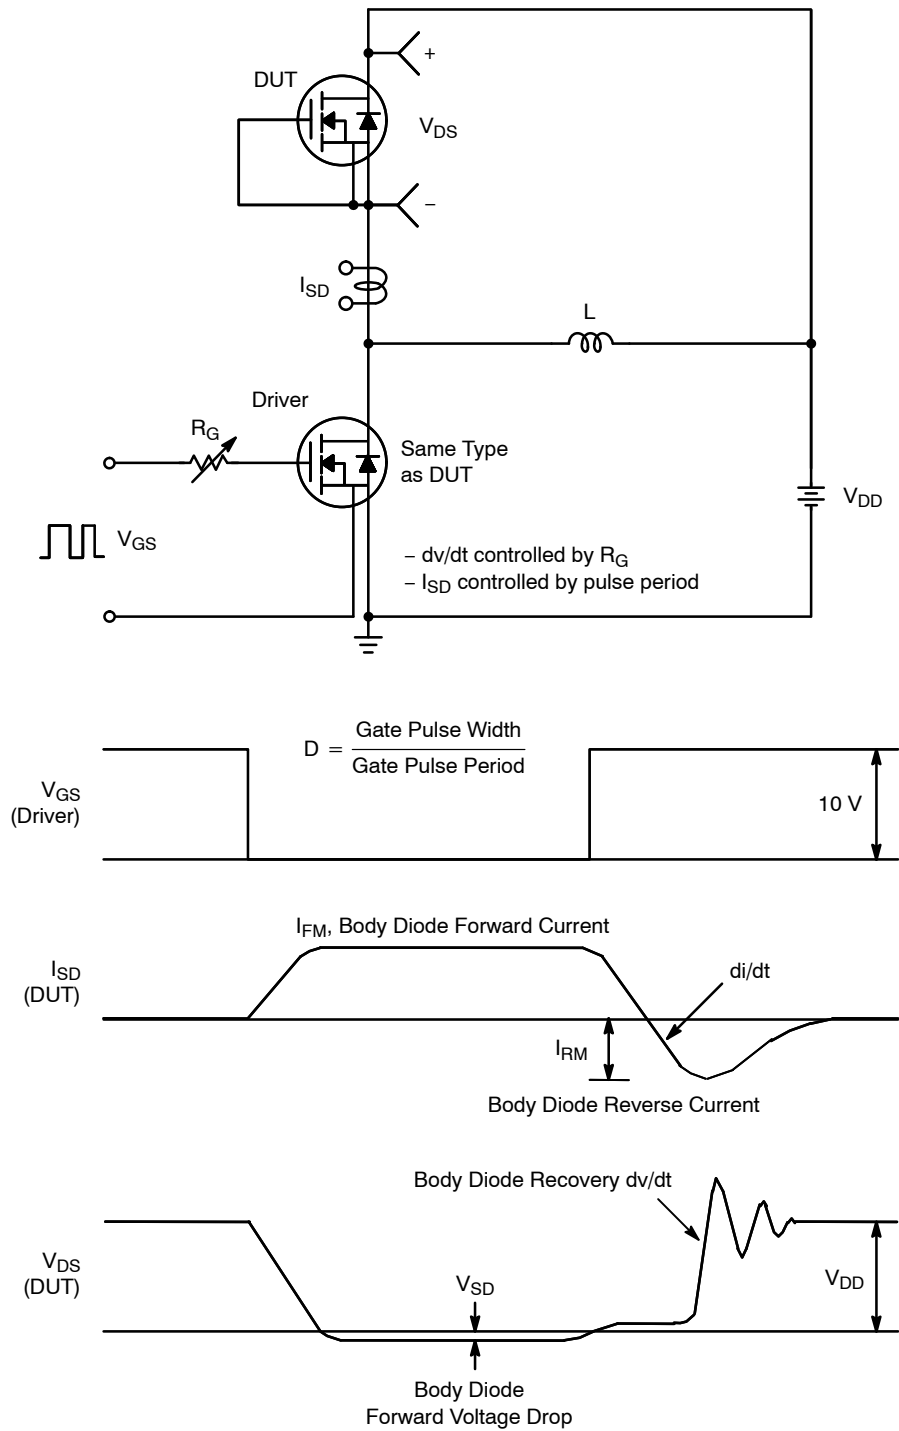 +
DUT
V_DS
−
I_SD
L
Driver
R_G
Same Type
as DUT
V_DD
V_GS
− dv/dt controlled by R_G
− I_SD controlled by pulse period
D = Gate Pulse Width
Gate Pulse Period
V_GS
(Driver)
10 V
I_FM, Body Diode Forward Current
I_SD
(DUT)
di/dt
I_RM
Body Diode Reverse Current
Body Diode Recovery dv/dt
V_DS
(DUT)
V_SD
V_DD
Body Diode
Forward Voltage Drop